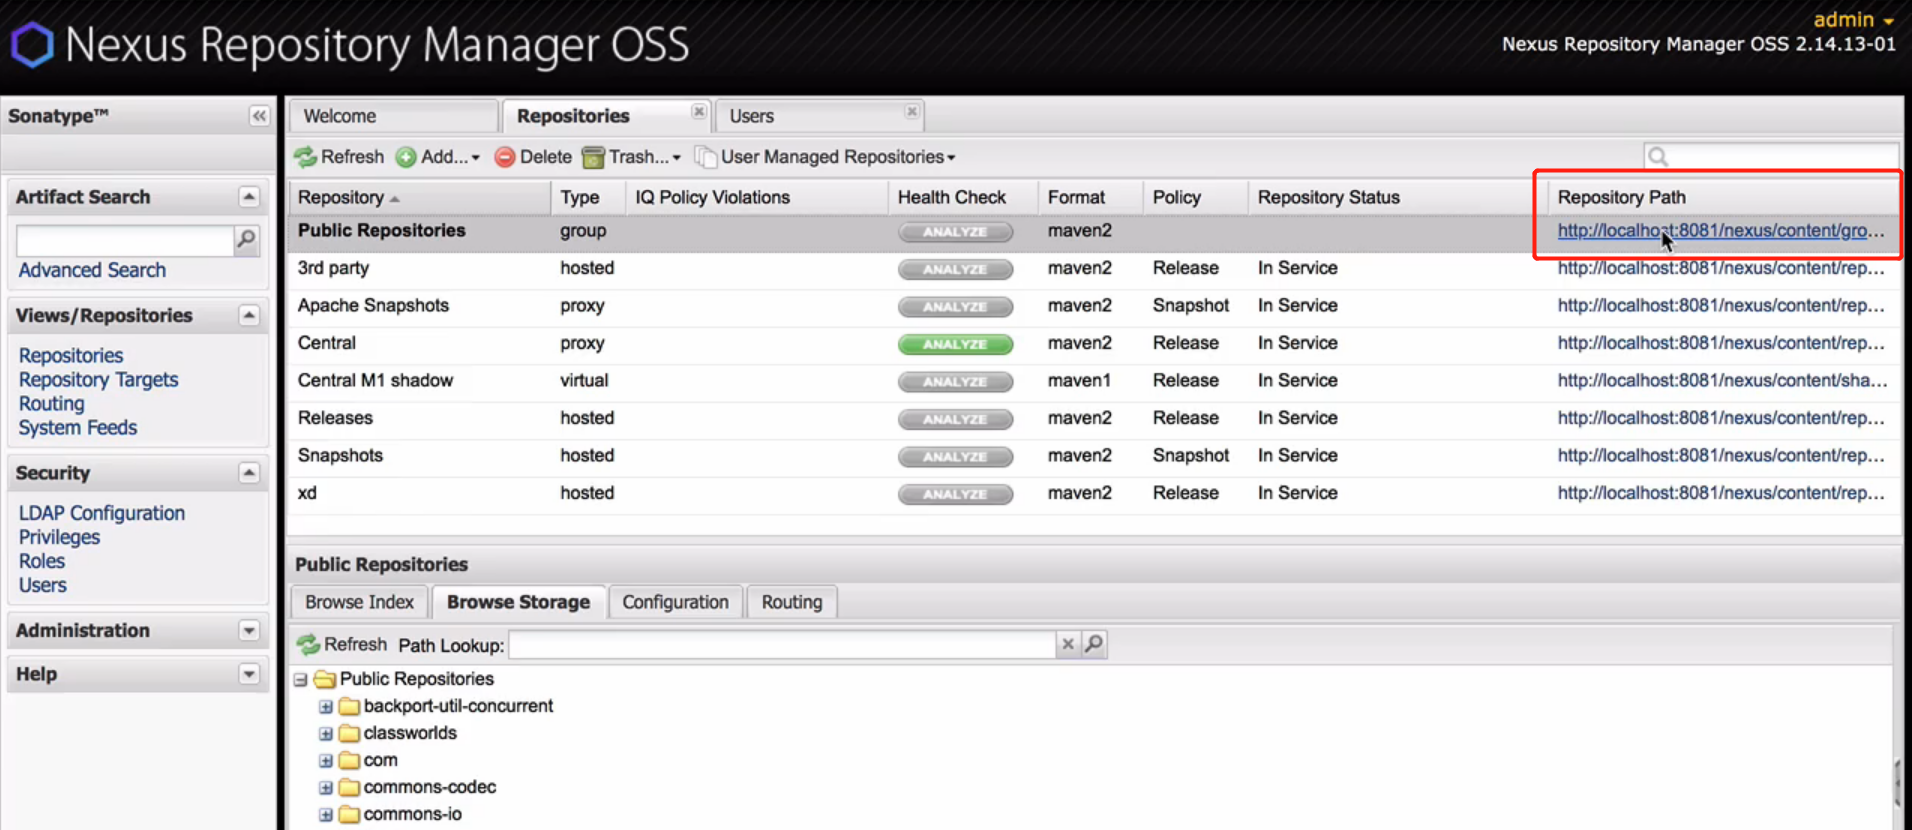 Nexus Repository Manager OSS
admin
Nexus Repository Manager OSS 2.14.13-01
Sonatype™
Artifact Search
Advanced Search
Views/Repositories
Repositories
Repository Targets
Routing
System Feeds
Security
LDAP Configuration
Privileges
Roles
Users
Administration
Help
Welcome Repositories Users
Refresh Add... Delete Trash... User Managed Repositories
Repository Type IQ Policy Violations Health Check Format Policy Repository Status Repository Path
Public Repositories group ANALYZE maven2 http://localhost:8081/nexus/content/gro...
3rd party hosted ANALYZE maven2 Release In Service http://localhost:8081/nexus/content/rep...
Apache Snapshots proxy ANALYZE maven2 Snapshot In Service http://localhost:8081/nexus/content/rep...
Central proxy ANALYZE maven2 Release In Service http://localhost:8081/nexus/content/rep...
Central M1 shadow virtual ANALYZE maven1 Release In Service http://localhost:8081/nexus/content/sha...
Releases hosted ANALYZE maven2 Release In Service http://localhost:8081/nexus/content/rep...
Snapshots hosted ANALYZE maven2 Snapshot In Service http://localhost:8081/nexus/content/rep...
xd hosted ANALYZE maven2 Release In Service http://localhost:8081/nexus/content/rep...
Public Repositories
Browse Index Browse Storage Configuration Routing
Refresh Path Lookup:
Public Repositories
backport-util-concurrent
classworlds
com
commons-codec
commons-io